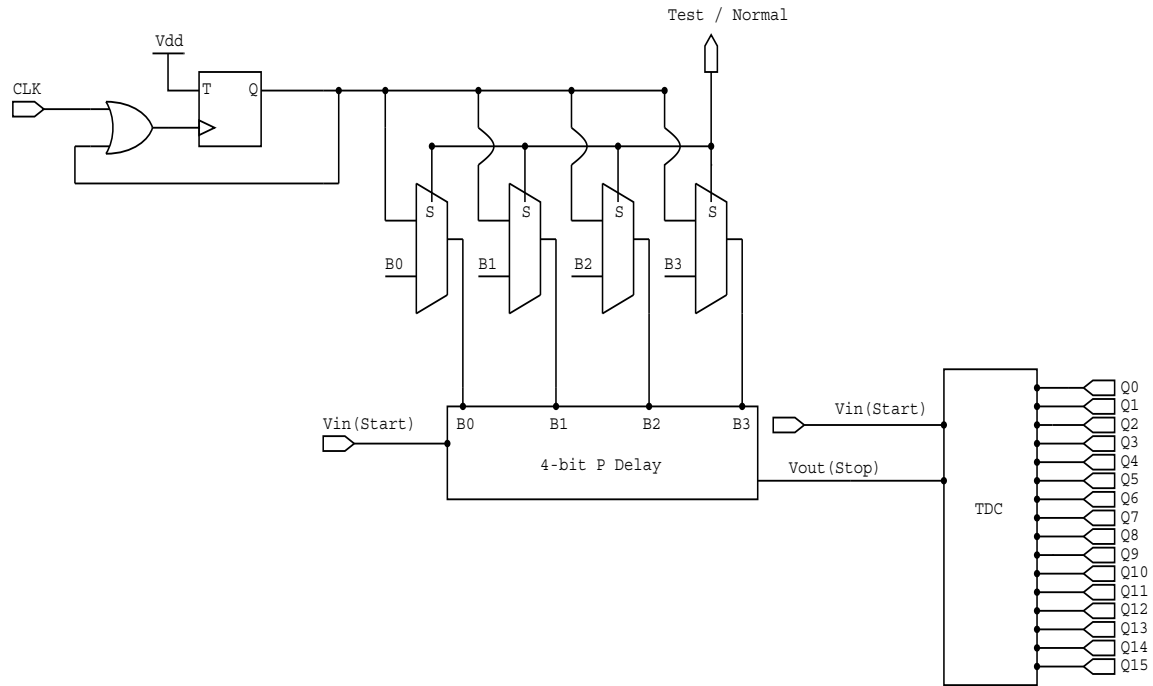 Test / Normal
Vdd
CLK
T
Q
S
S
S
S
B0
B1
B2
B3
Vin(Start)
B0
B1
B2
B3
4-bit P Delay
Vin(Start)
Vout(Stop)
TDC
Q0
Q1
Q2
Q3
Q4
Q5
Q6
Q7
Q8
Q9
Q10
Q11
Q12
Q13
Q14
Q15